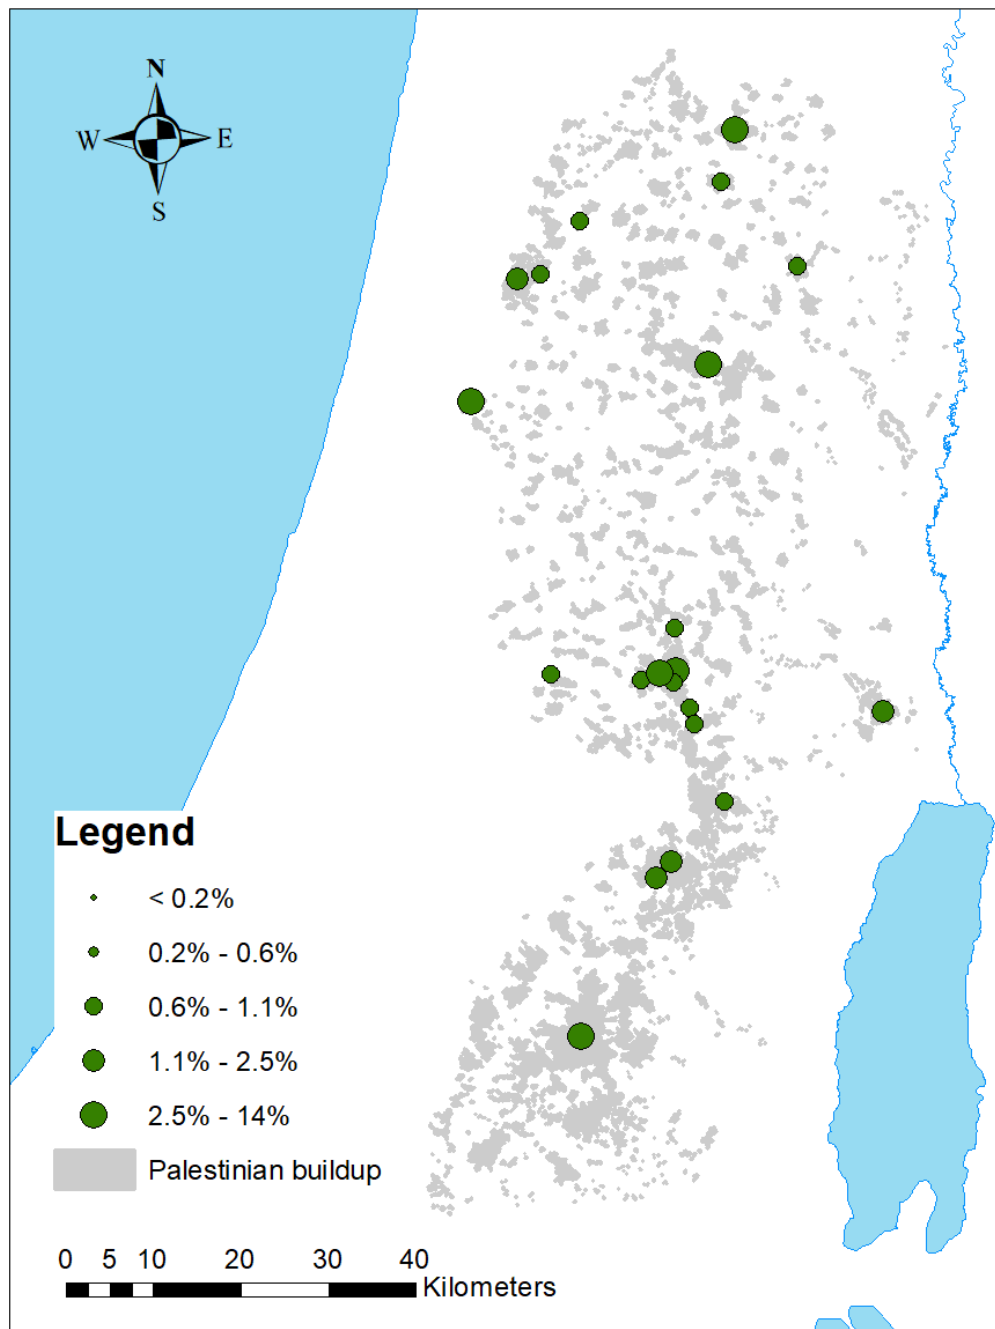 N
W E
S
Legend
< 0.2%
0.2% - 0.6%
0.6% - 1.1%
1.1% - 2.5%
2.5% - 14%
Palestinian buildup
0 5 10 20 30 40
Kilometers